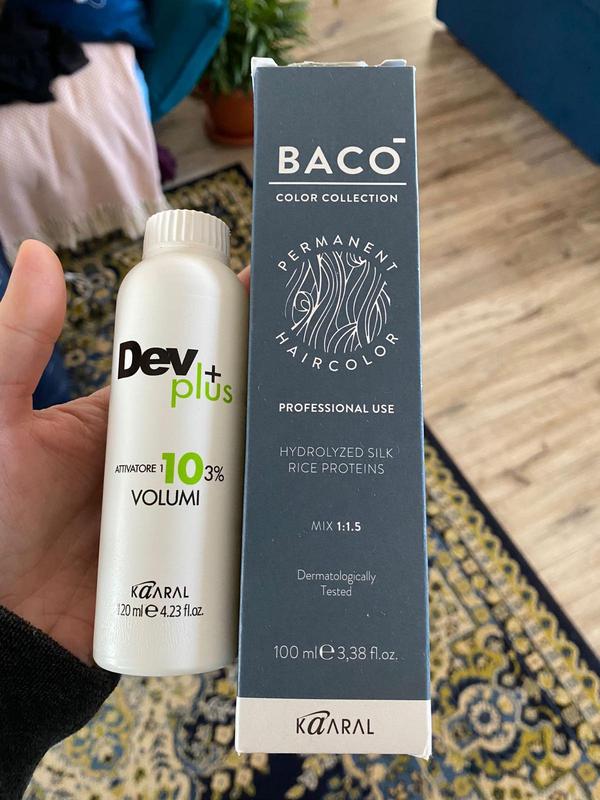 Dev
plus
ATTIVATORE 1
10 3%
VOLUMI
KAARAL
120 ml e 4.23 fl.oz.
BACO
COLOR COLLECTION
PERMANENT
HAIRCOLOR
PROFESSIONAL USE
HYDROLYZED SILK
RICE PROTEINS
MIX 1:1.5
Dermatologically
Tested
100 ml e 3,38 fl.oz.
KAARAL